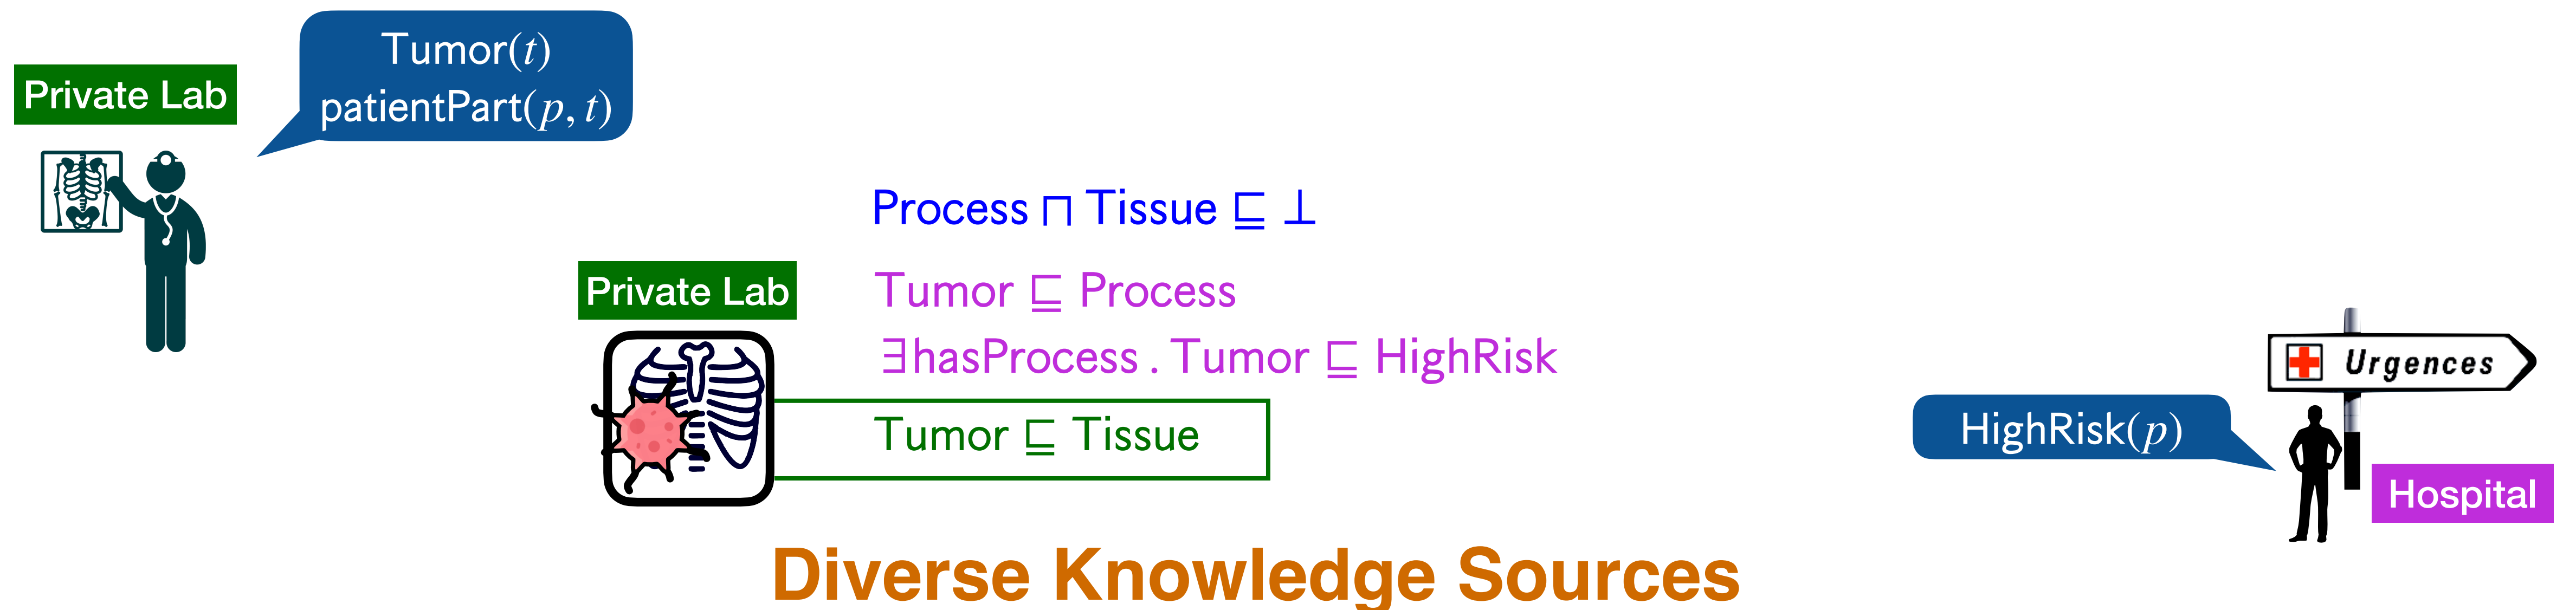 Private Lab
Tumor(t)
patientPart(p, t)
Process ⊓ Tissue ⊑ ⊥
Private Lab
Tumor ⊑ Process
∃hasProcess . Tumor ⊑ HighRisk
Tumor ⊑ Tissue
Urgences
HighRisk(p)
Hospital
Diverse Knowledge Sources